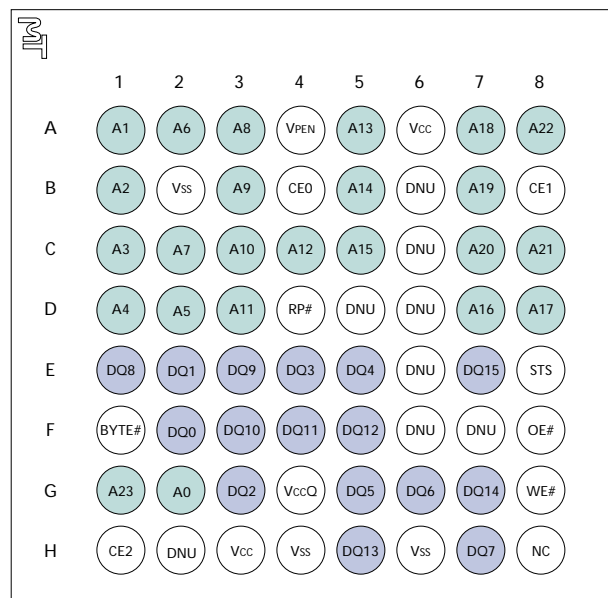 1 2 3 4 5 6 7 8
A A1 A6 A8 VPEN A13 VCC A18 A22
B A2 VSS A9 CE0 A14 DNU A19 CE1
C A3 A7 A10 A12 A15 DNU A20 A21
D A4 A5 A11 RP# DNU DNU A16 A17
E DQ8 DQ1 DQ9 DQ3 DQ4 DNU DQ15 STS
F BYTE# DQ0 DQ10 DQ11 DQ12 DNU DNU OE#
G A23 A0 DQ2 VCCQ DQ5 DQ6 DQ14 WE#
H CE2 DNU VCC VSS DQ13 VSS DQ7 NC